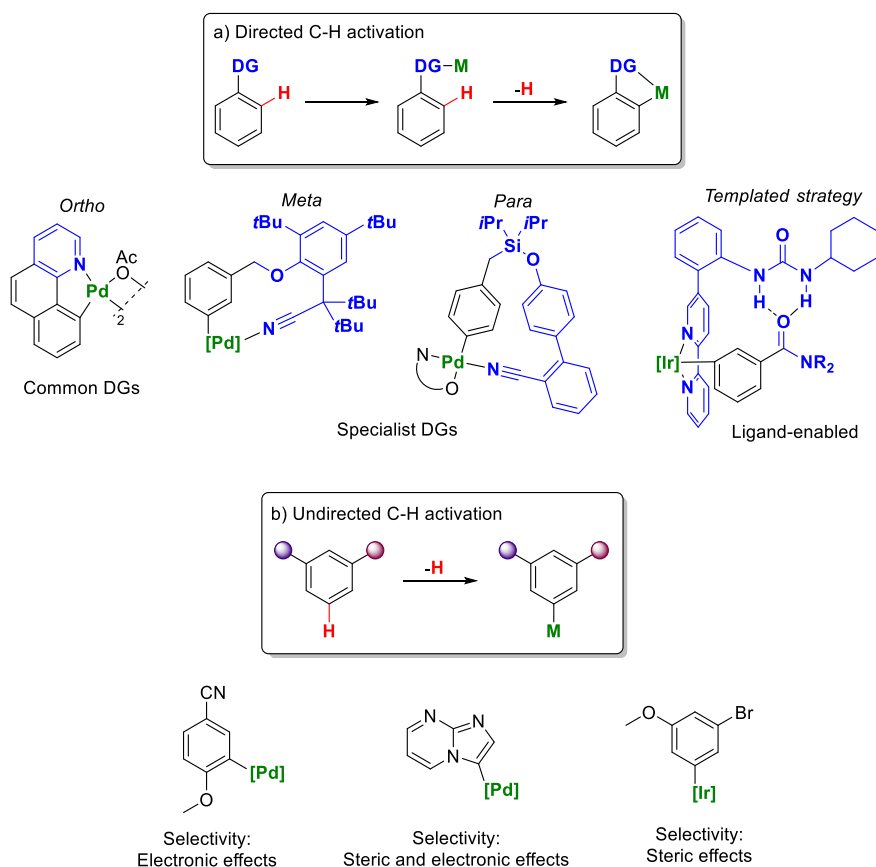 a) Directed C-H activation
DG
H
DG-M
H
-H
DG
M
Ortho
Meta
Para
Templated strategy
N
Pd
Ac
O
2
Common DGs
tBu
tBu
O
tBu
tBu
N
[Pd]
iPr
iPr
Si
O
N
Pd
O
N
Specialist DGs
O
N
H
N
H
O
N
[Ir]
N
NR2
Ligand-enabled
b) Undirected C-H activation
H
-H
M
CN
[Pd]
O
N
N
N
[Pd]
O
Br
[Ir]
Selectivity:
Electronic effects
Selectivity:
Steric and electronic effects
Selectivity:
Steric effects